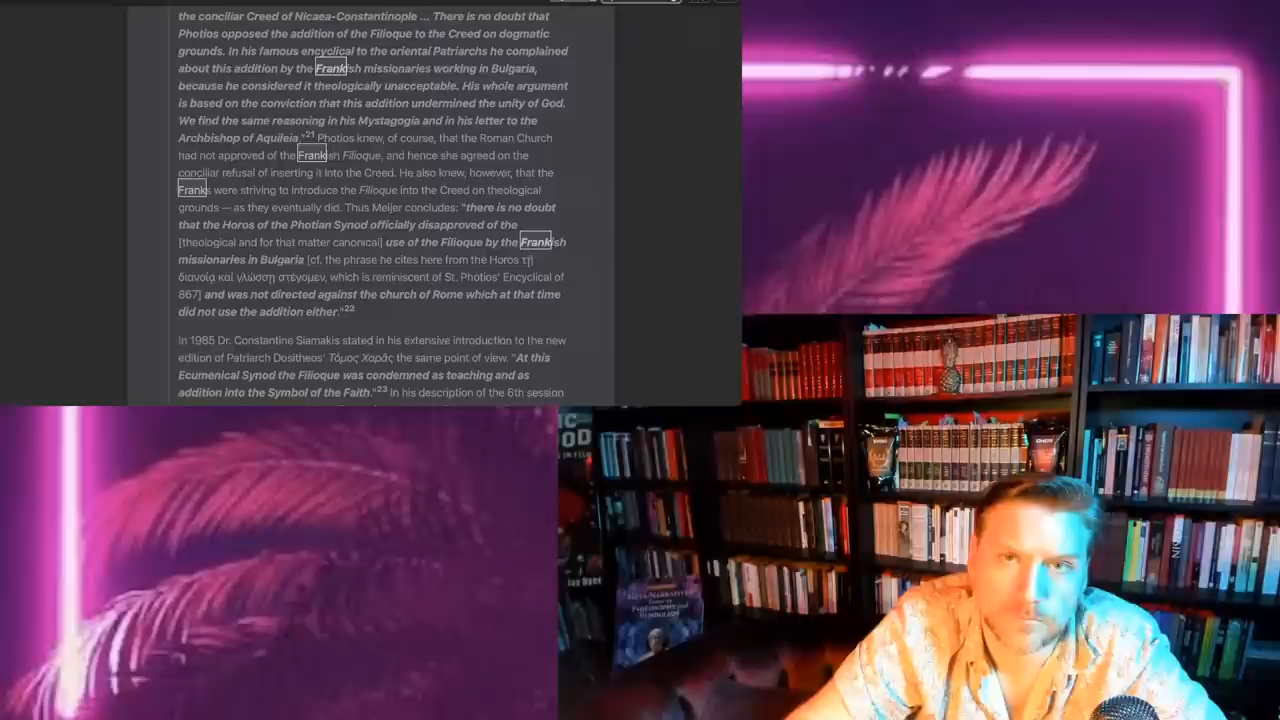 the conciliar Creed of Nicaea-Constantinople ... There is no doubt that
Photios opposed the addition of the Filioque to the Creed on dogmatic
grounds. In his famous encyclical to the oriental Patriarchs he complained
about this addition by the Frankish missionaries working in Bulgaria,
because he considered it theologically unacceptable. His whole argument
is based on the conviction that this addition undermined the unity of God.
We find the same reasoning in his Mystagogia and in his letter to the
Archbishop of Aquileia."21 Photios knew, of course, that the Roman Church
had not approved of the Frankish Filioque, and hence she agreed on the
conciliar refusal of inserting it into the Creed. He also knew, however, that the
Franks were striving to introduce the Filioque into the Creed on theological
grounds — as they eventually did. Thus Meijer concludes: "there is no doubt
that the Horos of the Photian Synod officially disapproved of the
[theological and for that matter canonical] use of the Filioque by the Frankish
missionaries in Bulgaria [cf. the phrase he cites here from the Horos τῇ
διανοίᾳ καί γλώσσῃ στέγομεν, which is reminiscent of St. Photios' Encyclical of
867] and was not directed against the church of Rome which at that time
did not use the addition either."22
In 1985 Dr. Constantine Siamakis stated in his extensive introduction to the new
edition of Patriarch Dositheos' Τόμος Χαρᾶς the same point of view. "At this
Ecumenical Synod the Filioque was condemned as teaching and as
addition into the Symbol of the Faith."23 In his description of the 6th session
META-NARRATIVES
PHILOSOPHY and
SYMBOLISM